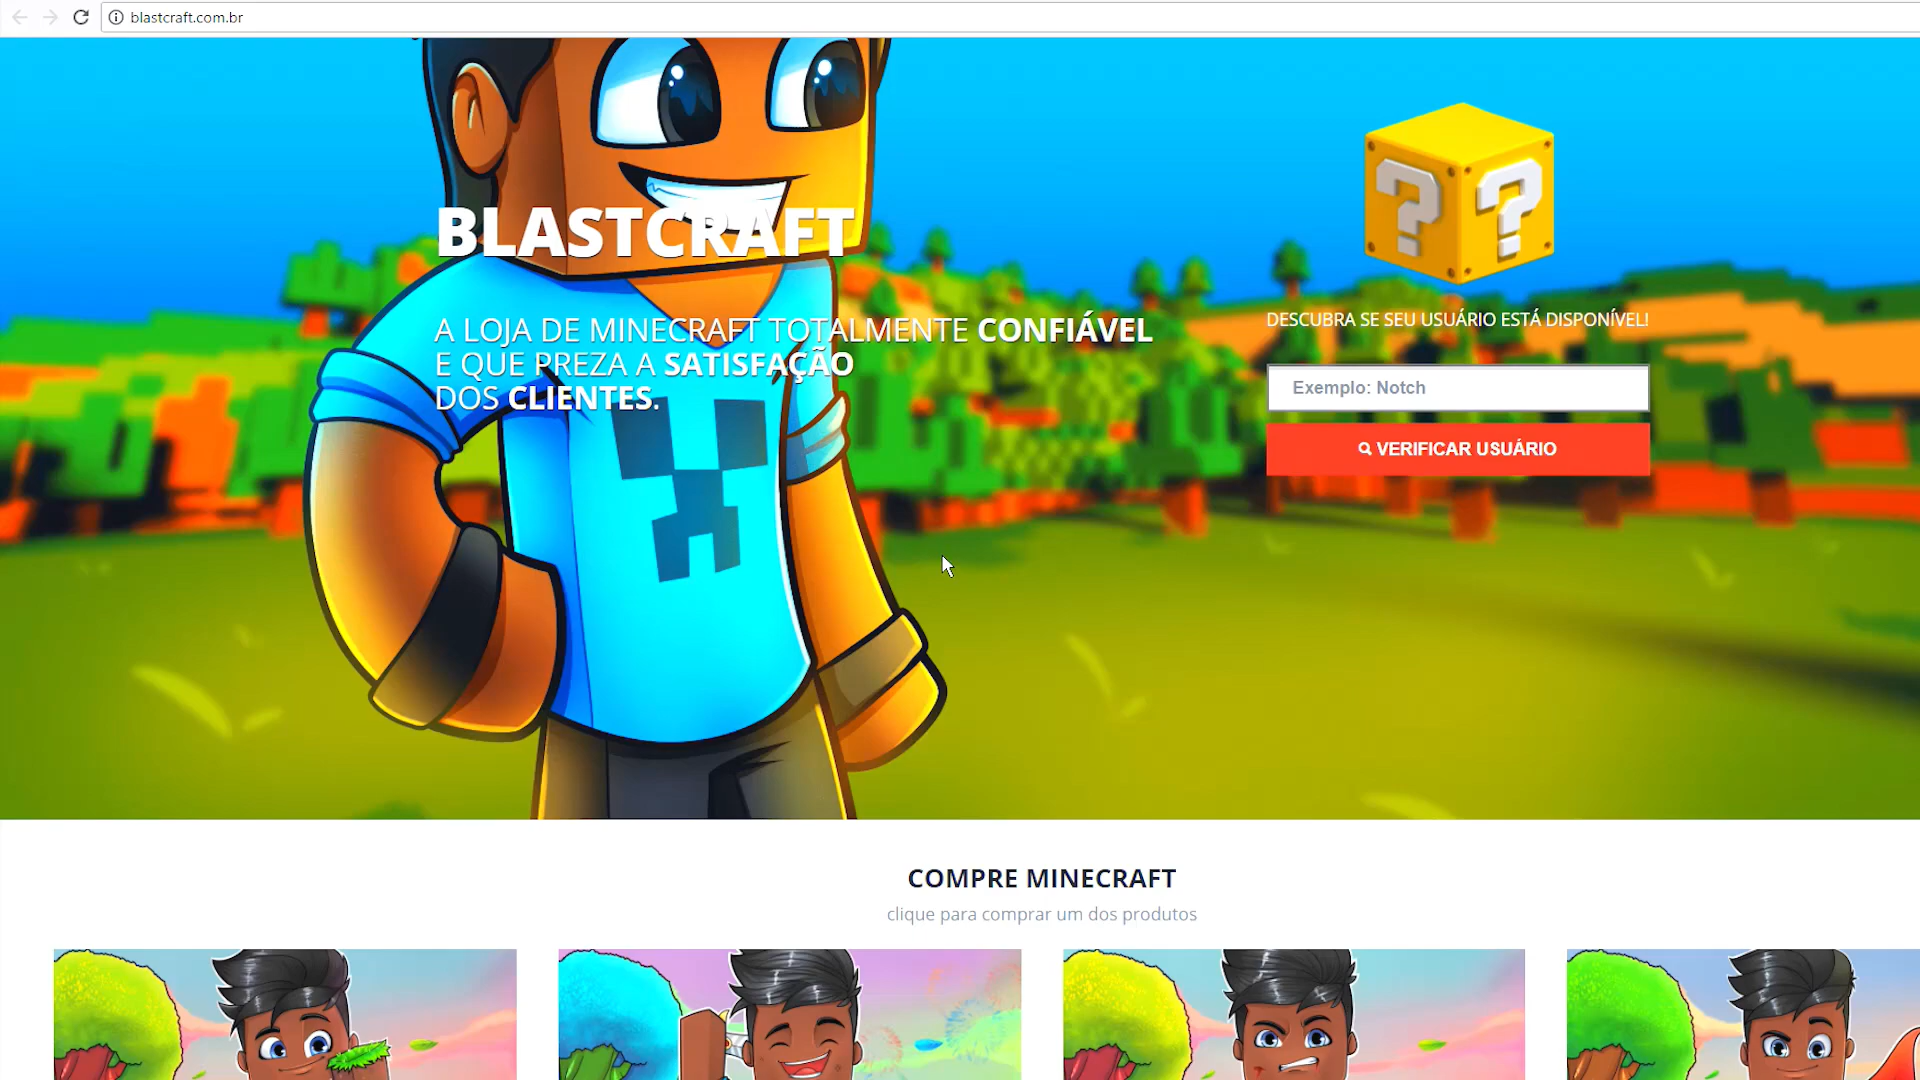 blastcraft.com.br
BLASTCRAFT
A LOJA DE MINECRAFT TOTALMENTE CONFIÁVEL
E QUE PREZA A SATISFAÇÃO
DOS CLIENTES.
? ?
DESCUBRA SE SEU USUÁRIO ESTÁ DISPONÍVEL!
Exemplo: Notch
VERIFICAR USUÁRIO
COMPRE MINECRAFT
clique para comprar um dos produtos